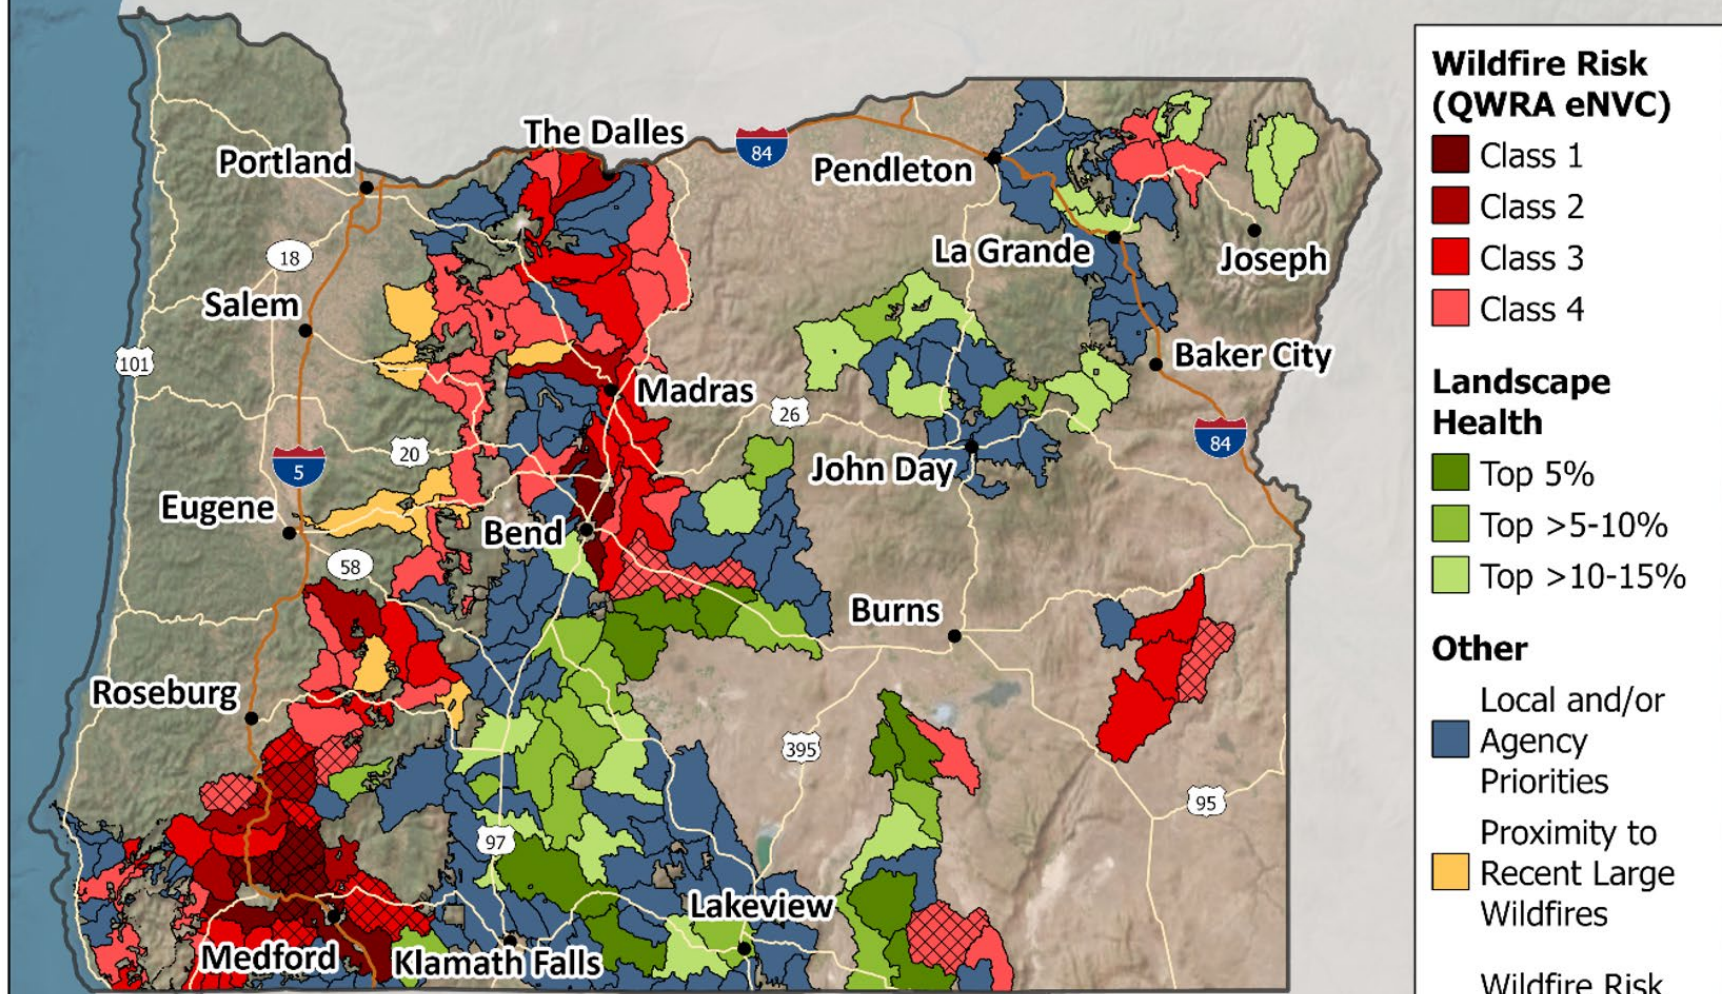 The Dalles
84
Portland
Pendleton
18
La Grande
Joseph
Salem
101
Baker City
Madras
26
84
20
5
John Day
Eugene
Bend
58
Burns
Roseburg
395
95
97
Lakeview
Medford
Klamath Falls
Wildfire Risk
(QWRA eNVC)
Class 1
Class 2
Class 3
Class 4
Landscape
Health
Top 5%
Top >5-10%
Top >10-15%
Other
Local and/or
Agency
Priorities
Proximity to
Recent Large
Wildfires
Wildfire Risk